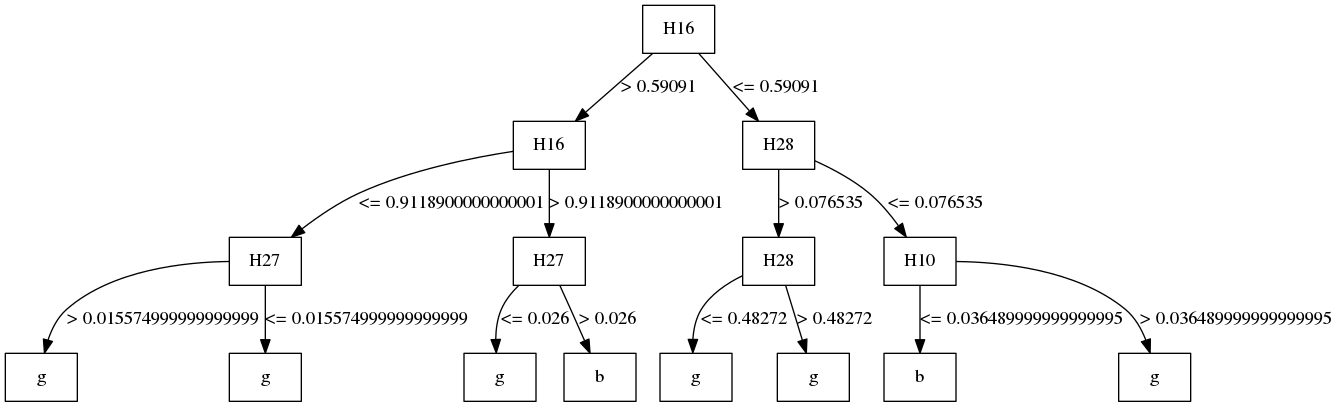 H16
> 0.59091
<= 0.59091
H16
H28
<= 0.9118900000000001
> 0.9118900000000001
> 0.076535
<= 0.076535
H27
H27
H28
H10
> 0.015574999999999999
<= 0.015574999999999999
<= 0.026
> 0.026
<= 0.48272
> 0.48272
<= 0.036489999999999995
> 0.036489999999999995
g
g
g
b
g
g
b
g